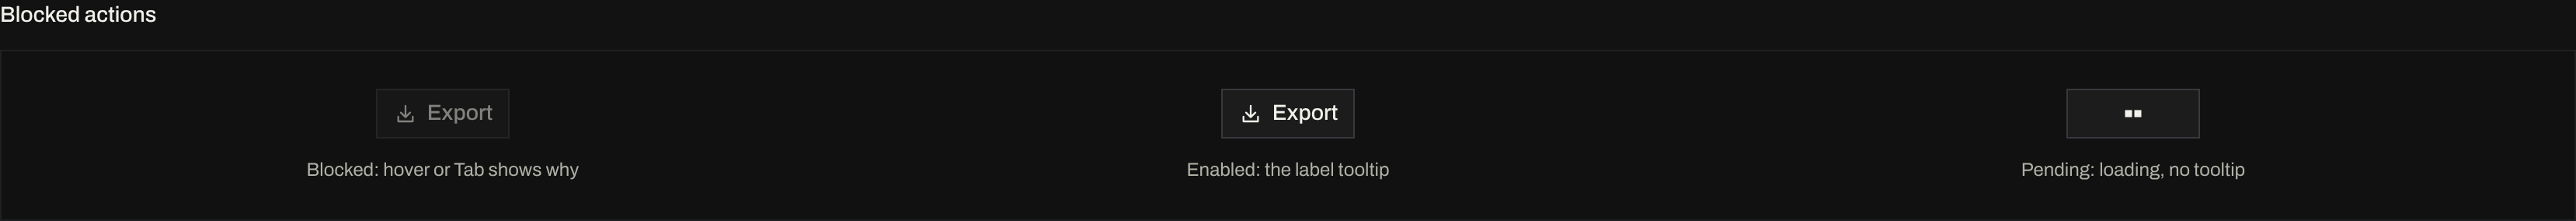 Blocked actions
Export
Export
Blocked: hover or Tab shows why
Enabled: the label tooltip
Pending: loading, no tooltip